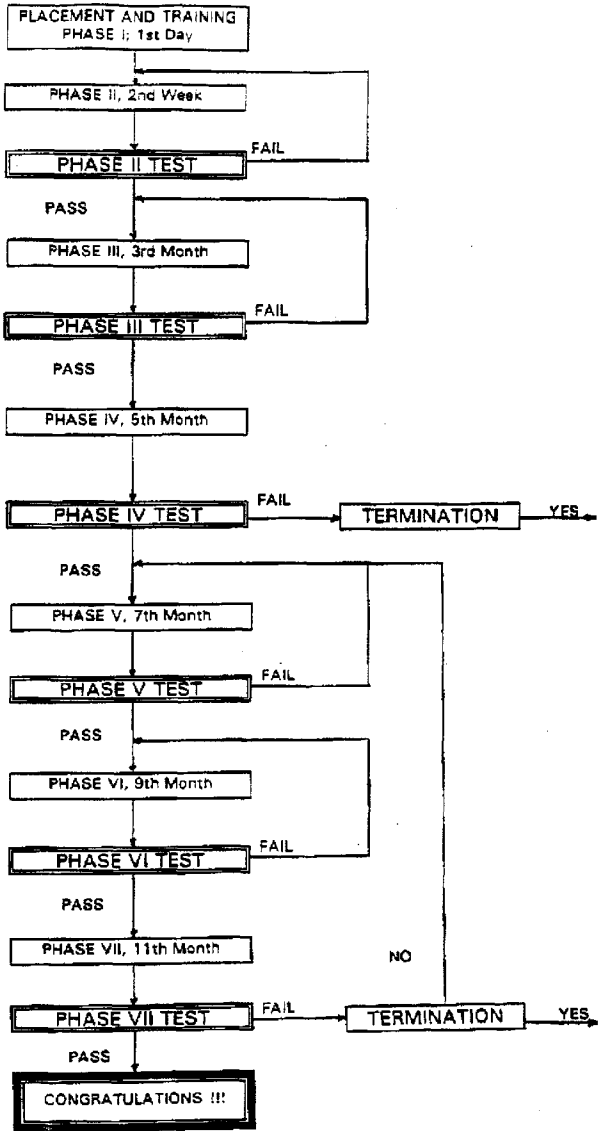 PLACEMENT AND TRAINING
PHASE I; 1st Day
PHASE II, 2nd Week
FAIL
PHASE II TEST
PASS
PHASE III, 3rd Month
FAIL
PHASE III TEST
PASS
PHASE IV, 5th Month
FAIL
PHASE IV TEST
TERMINATION
YES
PASS
PHASE V, 7th Month
FAIL
PHASE V TEST
PASS
PHASE VI, 9th Month
FAIL
PHASE VI TEST
PASS
PHASE VII, 11th Month
NO
FAIL
PHASE VII TEST
TERMINATION
YES
PASS
CONGRATULATIONS !!!